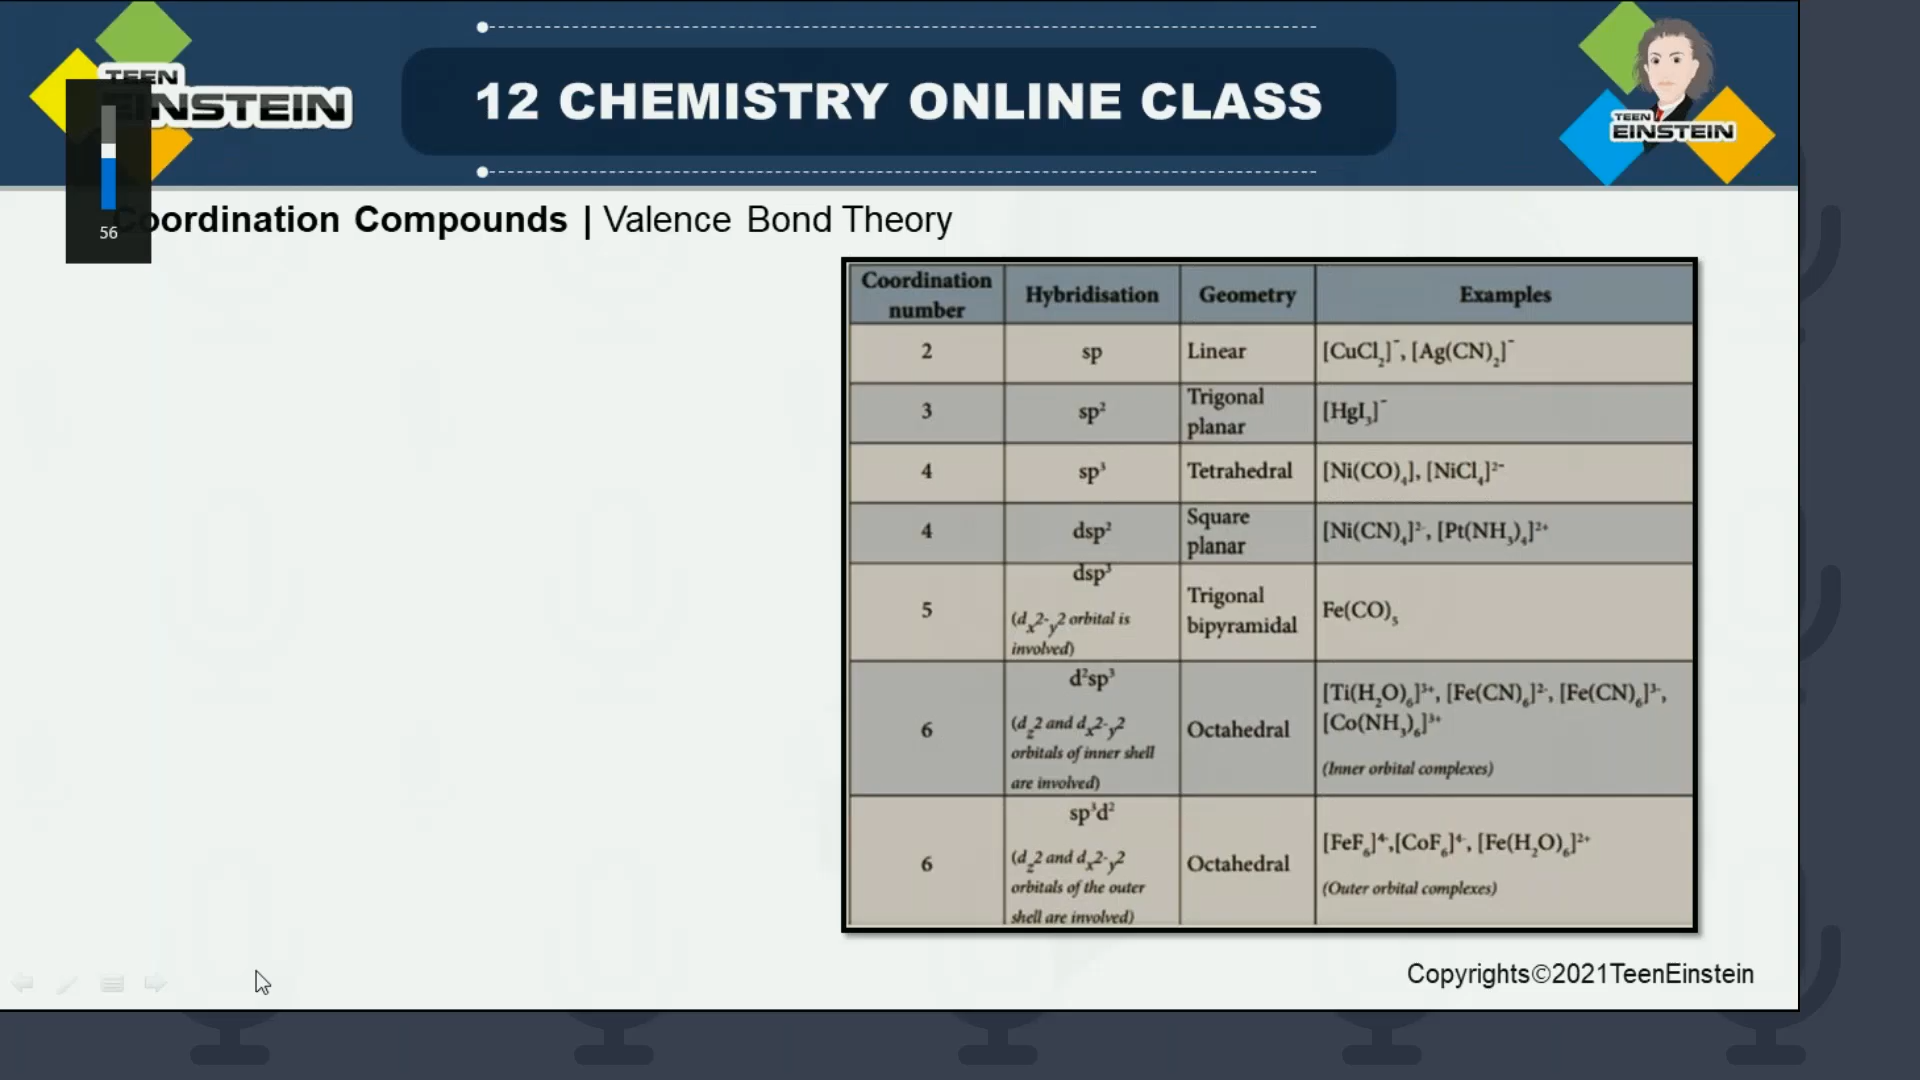 TEEN
EINSTEIN
12 CHEMISTRY ONLINE CLASS
TEEN
EINSTEIN
56
Coordination Compounds | Valence Bond Theory
Coordination number | Hybridisation | Geometry | Examples
2 | sp | Linear | [CuCl₂]⁻, [Ag(CN)₂]⁻
3 | sp² | Trigonal planar | [HgI₃]⁻
4 | sp³ | Tetrahedral | [Ni(CO)₄], [NiCl₄]²⁻
4 | dsp² | Square planar | [Ni(CN)₄]²⁻, [Pt(NH₃)₄]²⁺
5 | dsp³ (dx2-y2 orbital is involved) | Trigonal bipyramidal | Fe(CO)₅
6 | d²sp³ (dz2 and dx2-y2 orbitals of inner shell are involved) | Octahedral | [Ti(H₂O)₆]³⁺, [Fe(CN)₆]²⁻, [Fe(CN)₆]³⁻, [Co(NH₃)₆]³⁺ (Inner orbital complexes)
6 | sp³d² (dz2 and dx2-y2 orbitals of the outer shell are involved) | Octahedral | [FeF₆]⁴⁻,[CoF₆]⁴⁻, [Fe(H₂O)₆]²⁺ (Outer orbital complexes)
Copyrights©2021TeenEinstein